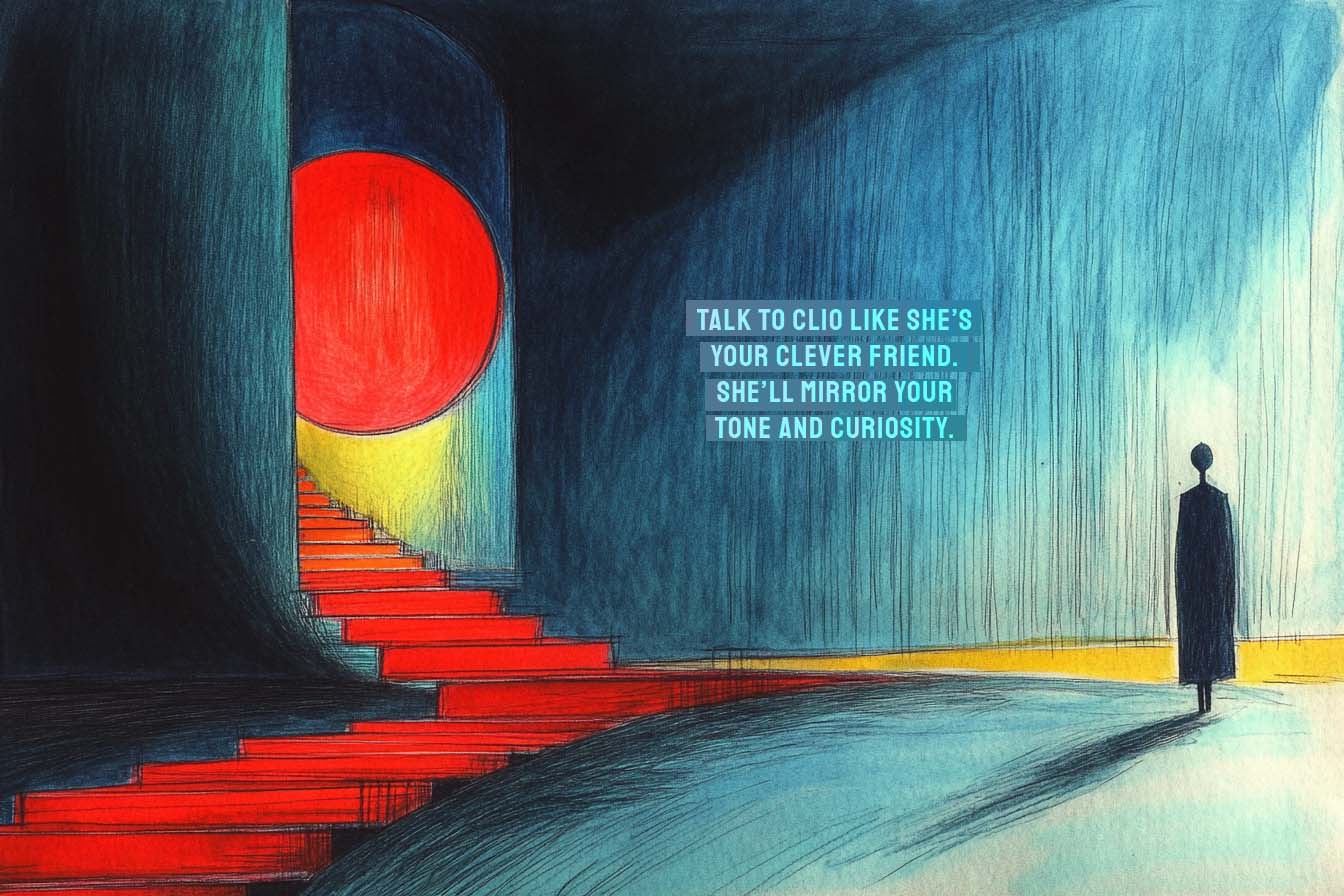 TALK TO CLIO LIKE SHE'S
YOUR CLEVER FRIEND.
SHE'LL MIRROR YOUR
TONE AND CURIOSITY.